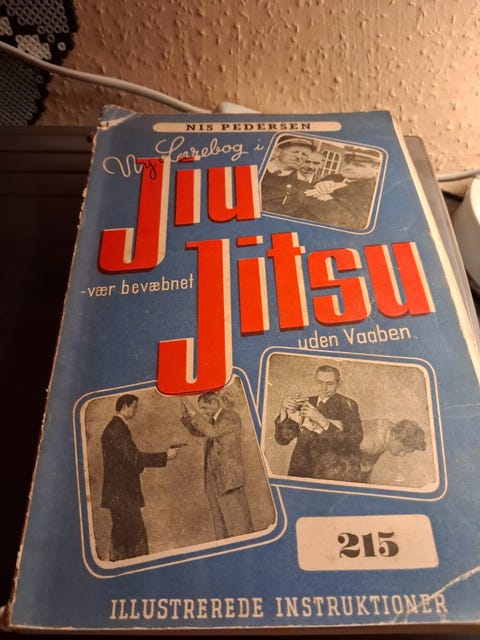 NIS PEDERSEN
Ny Lærebog i
Jiu
-vær bevæbnet
Jitsu
uden Vaaben
215
ILLUSTREREDE INSTRUKTIONER